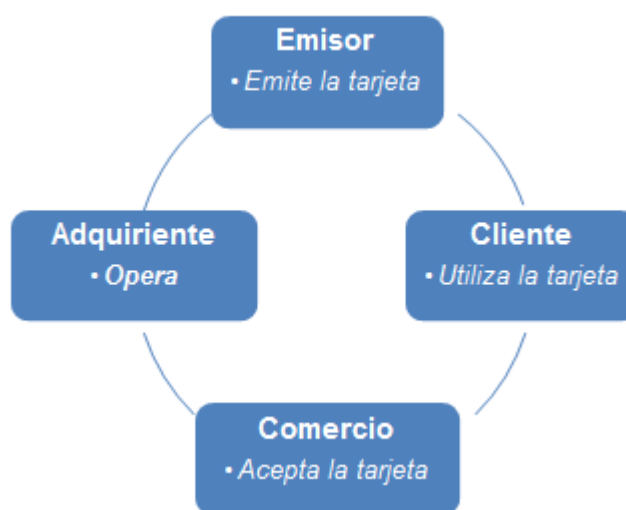 Emisor
• Emite la tarjeta
Adquiriente
• Opera
Cliente
• Utiliza la tarjeta
Comercio
• Acepta la tarjeta